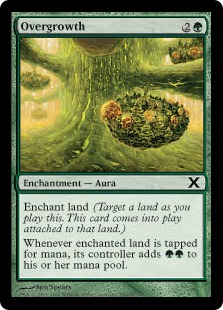 Overgrowth 2
Enchantment — Aura X
Enchant land (Target a land as you
play this. This card comes into play
attached to that land.)
Whenever enchanted land is tapped
for mana, its controller adds to
his or her mana pool.
Ron Spears